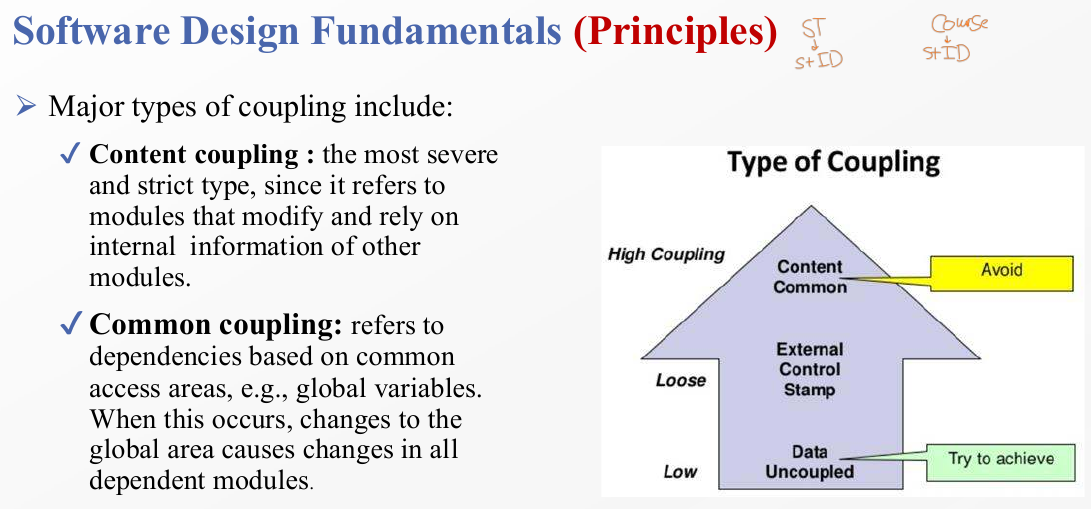 Software Design Fundamentals (Principles)
ST
StID
Course
StID
➢ Major types of coupling include:
✓ Content coupling : the most severe
and strict type, since it refers to
modules that modify and rely on
internal information of other
modules.
✓ Common coupling: refers to
dependencies based on common
access areas, e.g., global variables.
When this occurs, changes to the
global area causes changes in all
dependent modules.
Type of Coupling
High Coupling
Content
Common
Avoid
External
Control
Stamp
Loose
Data
Uncoupled
Low
Try to achieve